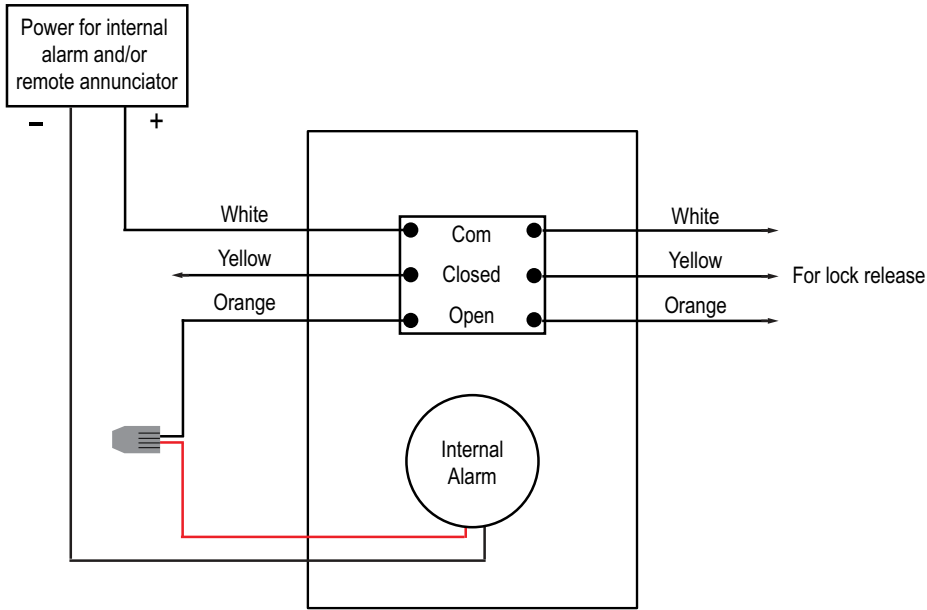 Power for internal
alarm and/or
remote annunciator
– +
White
Yellow
Orange
Com
Closed
Open
White
Yellow
Orange
For lock release
Internal
Alarm